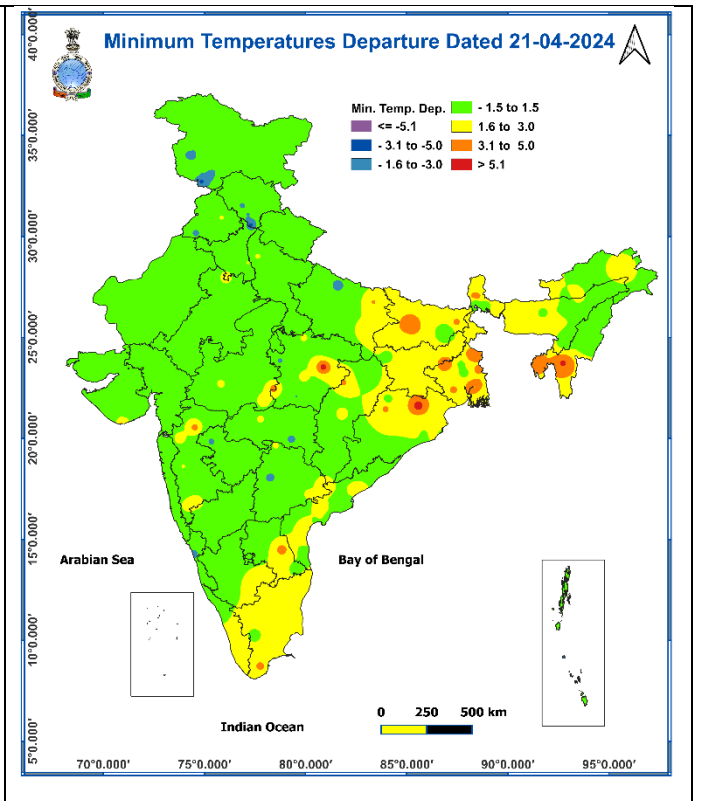 Minimum Temperatures Departure Dated 21-04-2024
Min. Temp. Dep.
<= -5.1
- 3.1 to -5.0
- 1.6 to -3.0
- 1.5 to 1.5
1.6 to 3.0
3.1 to 5.0
> 5.1
40°0.000'
35°0.000'
30°0.000'
25°0.000'
20°0.000'
15°0.000'
10°0.000'
5°0.000'
Arabian Sea
Bay of Bengal
Indian Ocean
0 250 500 km
70°0.000' 75°0.000' 80°0.000' 85°0.000' 90°0.000' 95°0.000'